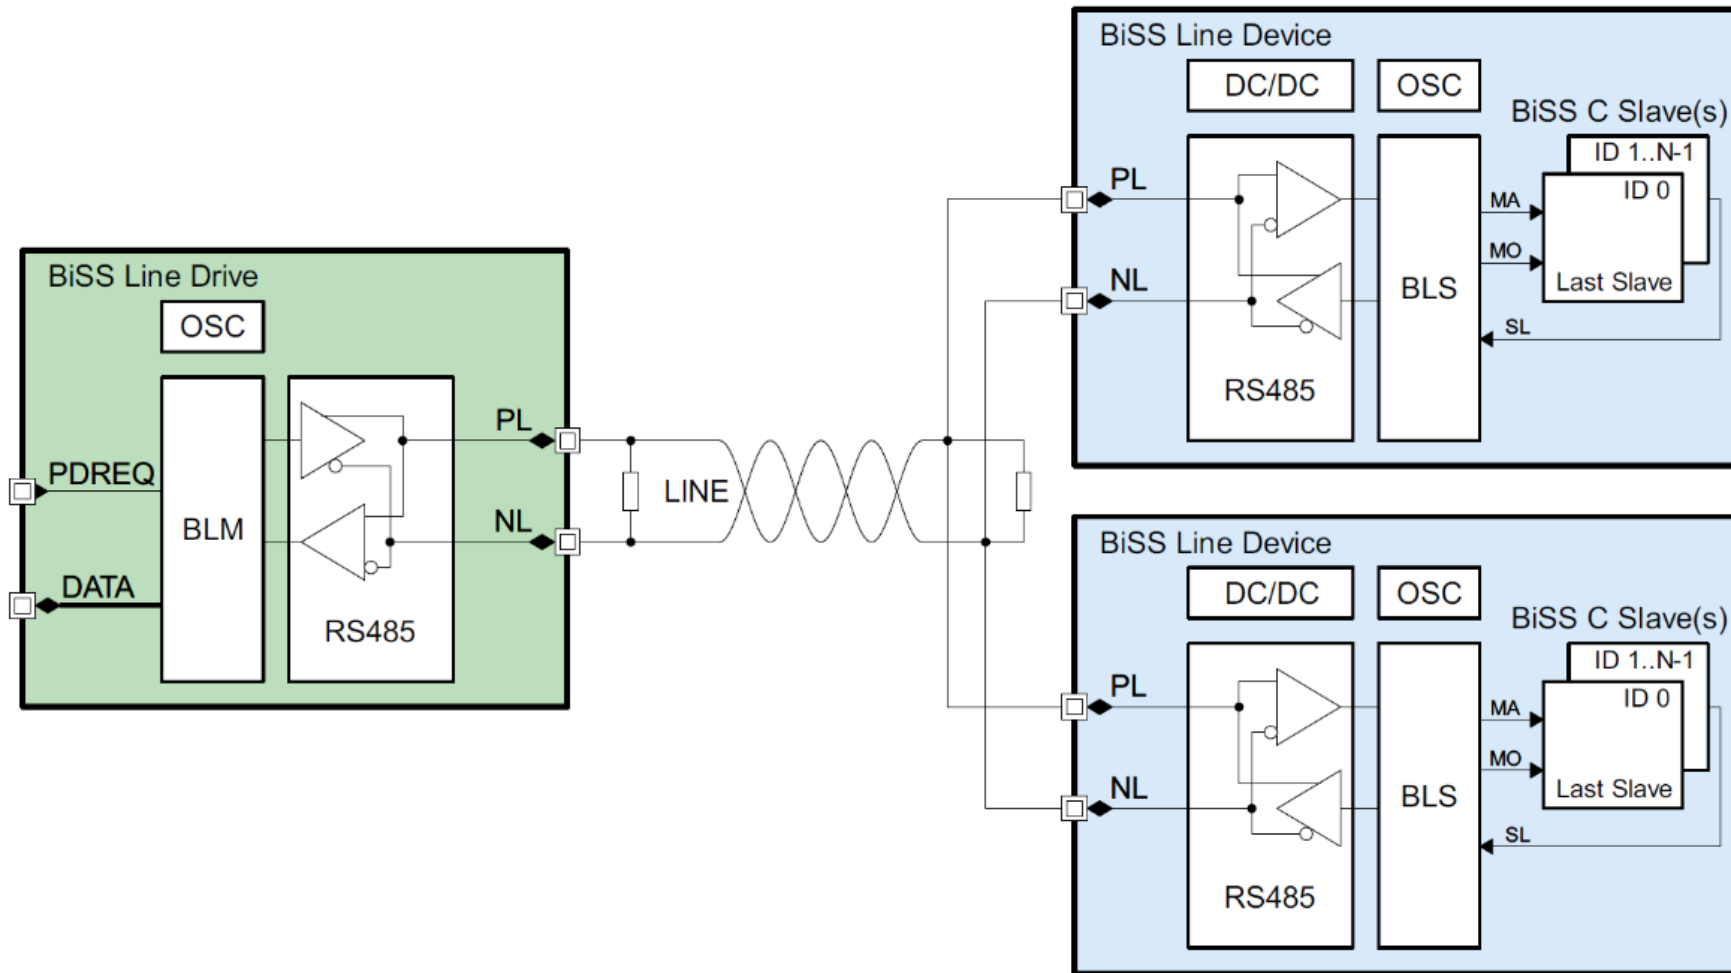 BiSS Line Drive
OSC
PDREQ
DATA
BLM
RS485
PL
NL
LINE
BiSS Line Device
DC/DC
OSC
BiSS C Slave(s)
ID 1..N-1
ID 0
Last Slave
PL
NL
RS485
BLS
MA
MO
SL
BiSS Line Device
DC/DC
OSC
BiSS C Slave(s)
ID 1..N-1
ID 0
Last Slave
PL
NL
RS485
BLS
MA
MO
SL